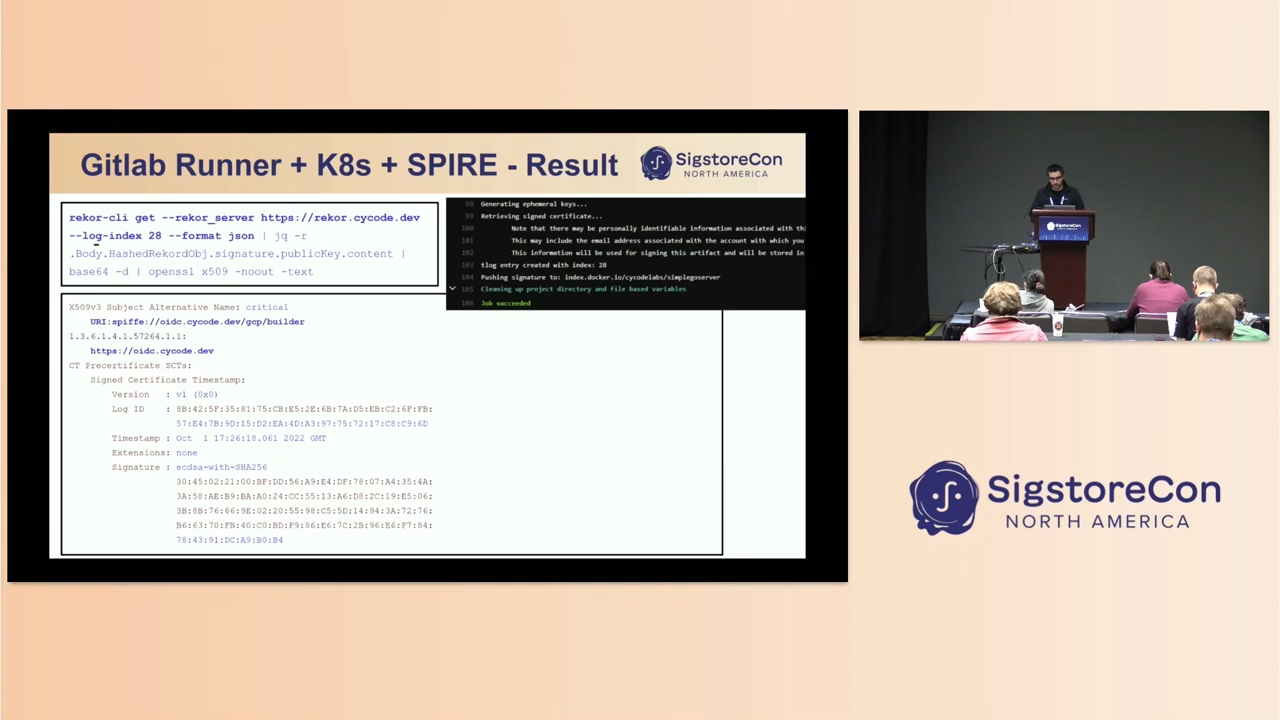 Gitlab Runner + K8s + SPIRE - Result
SigstoreCon
NORTH AMERICA
rekor-cli get --rekor_server https://rekor.cycode.dev
--log-index 28 --format json | jq -r
.Body.HashedRekordObj.signature.publicKey.content |
base64 -d | openssl x509 -noout -text
98 Generating ephemeral keys...
99 Retrieving signed certificate...
100 Note that there may be personally identifiable information associated with thi
101 This may include the email address associated with the account with which you
102 This information will be used for signing this artifact and will be stored in
103 tlog entry created with index: 28
104 Pushing signature to: index.docker.io/cycodelabs/simplegoserver
105 Cleaning up project directory and file based variables
106 Job succeeded
X509v3 Subject Alternative Name: critical
URI:spiffe://oidc.cycode.dev/gcp/builder
1.3.6.1.4.1.57264.1.1:
https://oidc.cycode.dev
CT Precertificate SCTs:
Signed Certificate Timestamp:
Version : v1 (0x0)
Log ID : 8B:42:5F:35:81:75:CB:E5:2E:6B:7A:D5:EB:C2:6F:FB:
57:E4:7B:9D:15:D2:EA:4D:A3:97:75:72:17:C8:C9:6D
Timestamp : Oct 1 17:26:18.061 2022 GMT
Extensions: none
Signature : ecdsa-with-SHA256
30:45:02:21:00:BF:DD:56:A9:E4:DF:78:07:A4:35:4A:
3A:58:AE:B9:BA:A0:24:CC:55:13:A6:D8:2C:19:E5:06:
3B:8B:76:66:9E:02:20:55:98:C5:5D:14:94:3A:72:76:
B6:63:70:FB:40:C0:BD:F9:86:E6:7C:2B:96:E6:F7:84:
78:43:91:DC:A9:B0:B4
SigstoreCon
SigstoreCon
NORTH AMERICA